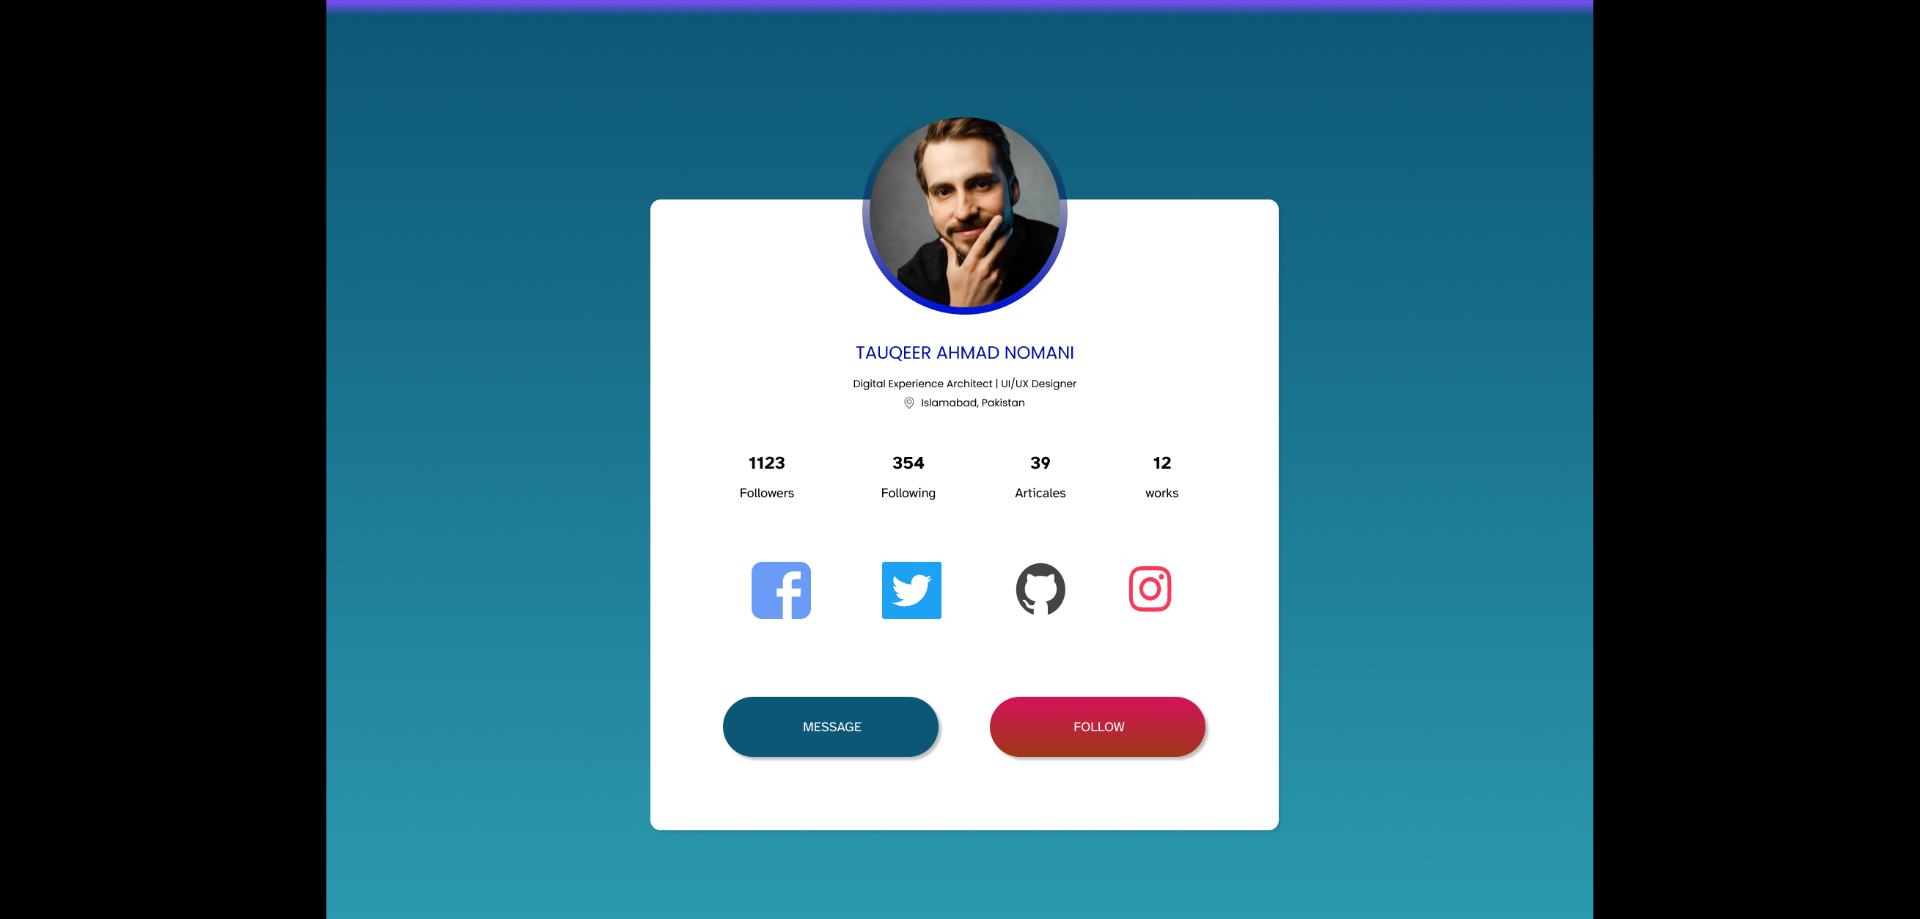 TAUQEER AHMAD NOMANI
Digital Experience Architect | UI/UX Designer
Islamabad, Pakistan
1123 354 39 12
Followers Following Articales works
MESSAGE FOLLOW